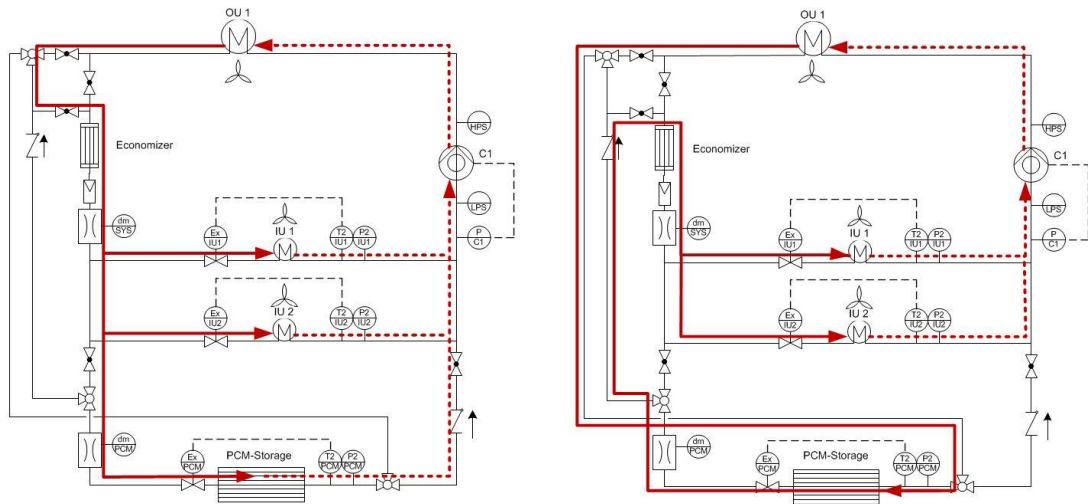 OU 1
Economizer
HPS
C1
LPS
P
C1
dm
SYS
Ex
IU1
IU 1
T2
IU1
P2
IU1
Ex
IU2
IU 2
T2
IU2
P2
IU2
dm
PCM
Ex
PCM
PCM-Storage
T2
PCM
P2
PCM
OU 1
Economizer
HPS
C1
LPS
P
C1
dm
SYS
Ex
IU1
IU 1
T2
IU1
P2
IU1
Ex
IU2
IU 2
T2
IU2
P2
IU2
dm
PCM
Ex
PCM
PCM-Storage
T2
PCM
P2
PCM